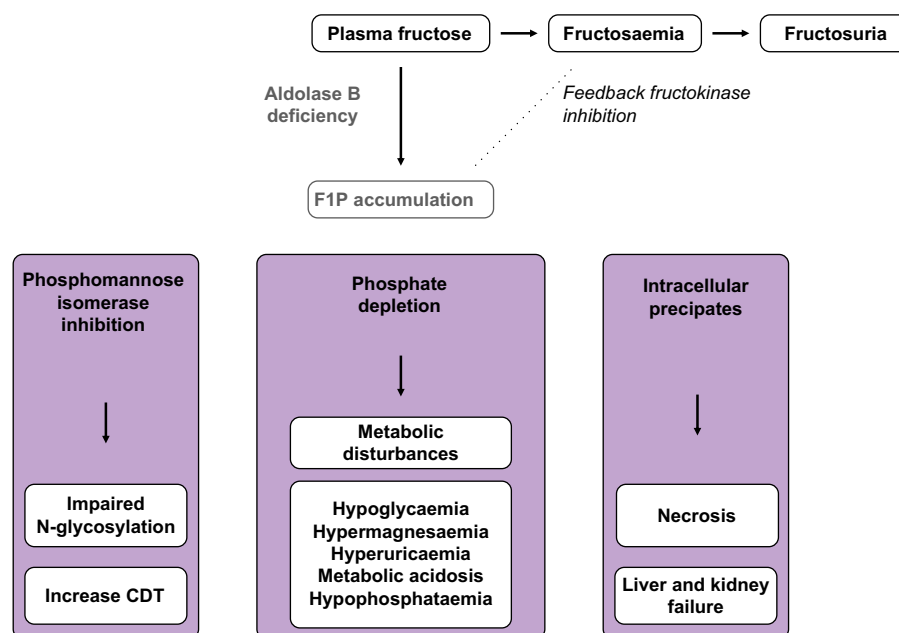 Plasma fructose
Fructosaemia
Fructosuria
Aldolase B
deficiency
Feedback fructokinase
inhibition
F1P accumulation
Phosphomannose
isomerase
inhibition
Impaired
N-glycosylation
Increase CDT
Phosphate
depletion
Metabolic
disturbances
Hypoglycaemia
Hypermagnesaemia
Hyperuricaemia
Metabolic acidosis
Hypophosphataemia
Intracellular
precipates
Necrosis
Liver and kidney
failure